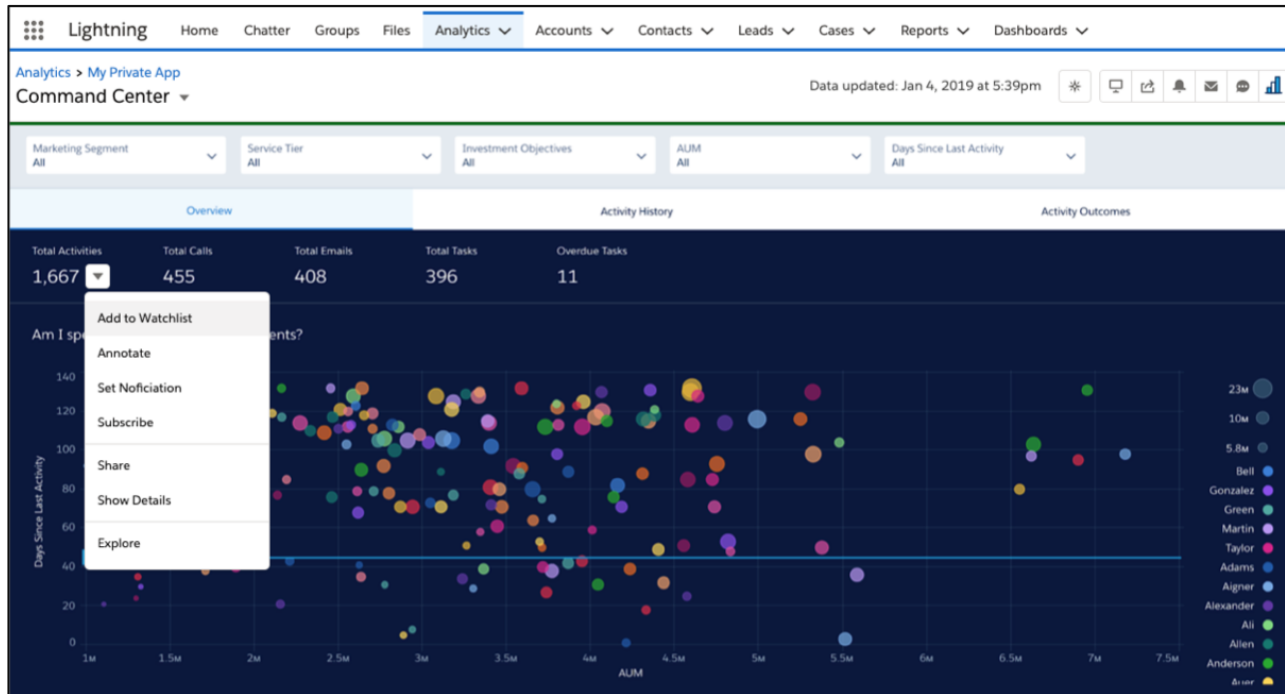 Lightning Home Chatter Groups Files Analytics Accounts Contacts Leads Cases Reports Dashboards
Analytics > My Private App
Command Center
Data updated: Jan 4, 2019 at 5:39pm
Marketing Segment
All
Service Tier
All
Investment Objectives
All
AUM
All
Days Since Last Activity
All
Overview Activity History Activity Outcomes
Total Activities Total Calls Total Emails Total Tasks Overdue Tasks
1,667 455 408 396 11
Add to Watchlist
Annotate
Set Nofication
Subscribe
Share
Show Details
Explore
Am I spe
ents?
Days Since Last Activity
140
120
100
80
60
40
20
0
1M 1.5M 2M 2.5M 3M 3.5M 4M 4.5M 5M 5.5M 6M 6.5M 7M 7.5M
AUM
23M
10M
5.8M
Bell
Gonzalez
Green
Martin
Taylor
Adams
Aigner
Alexander
Ali
Allen
Anderson
Auer